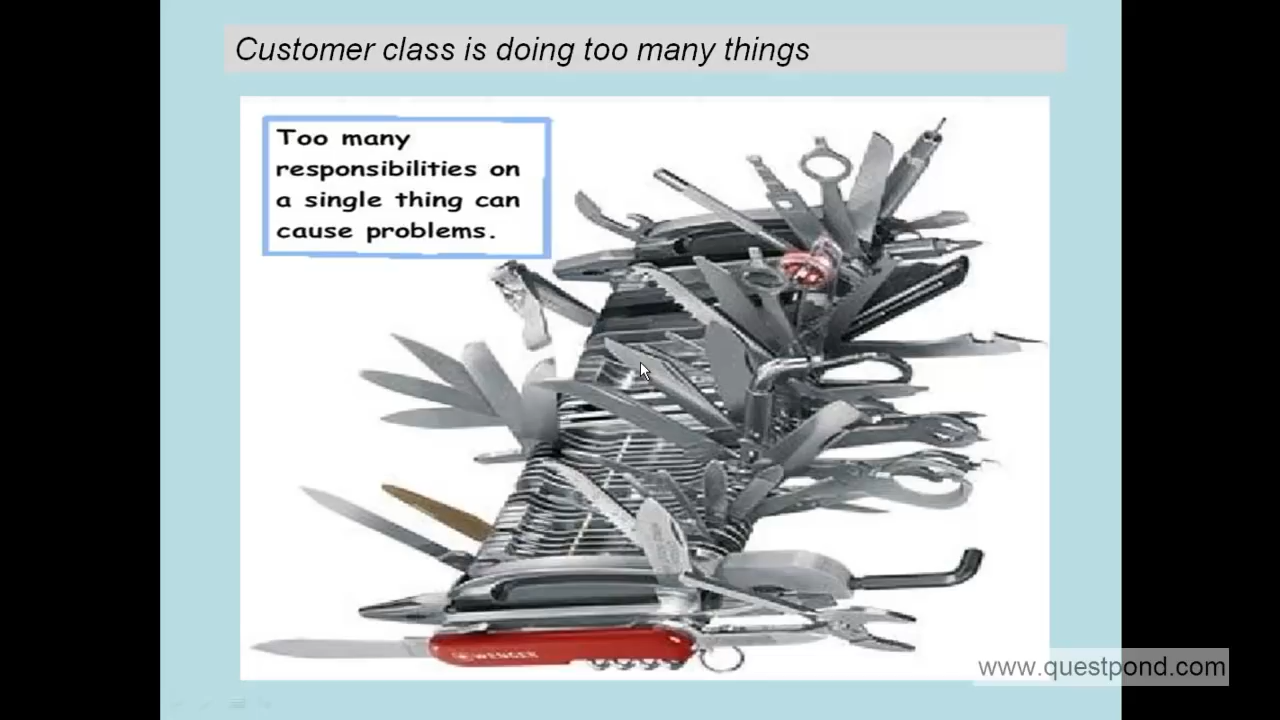 Customer class is doing too many things
Too many
responsibilities on
a single thing can
cause problems.
WENGER
www.questpond.com